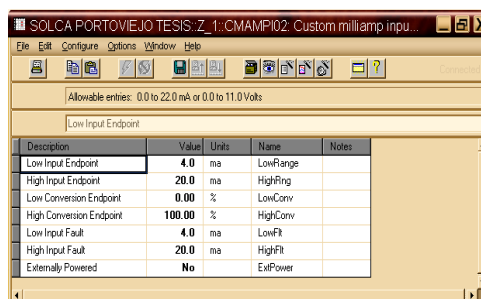 SOLCA PORTOVIEJO TESIS::Z_1::CMAMPI02: Custom milliamp inpu...
File Edit Configure Options Window Help
Connected
Allowable entries: 0.0 to 22.0 mA or 0.0 to 11.0 Volts
Low Input Endpoint
Description Value Units Name Notes
Low Input Endpoint 4.0 ma LowRange
High Input Endpoint 20.0 ma HighRng
Low Conversion Endpoint 0.00 % LowConv
High Conversion Endpoint 100.00 % HighConv
Low Input Fault 4.0 ma LowFlt
High Input Fault 20.0 ma HighFlt
Externally Powered No ExtPower